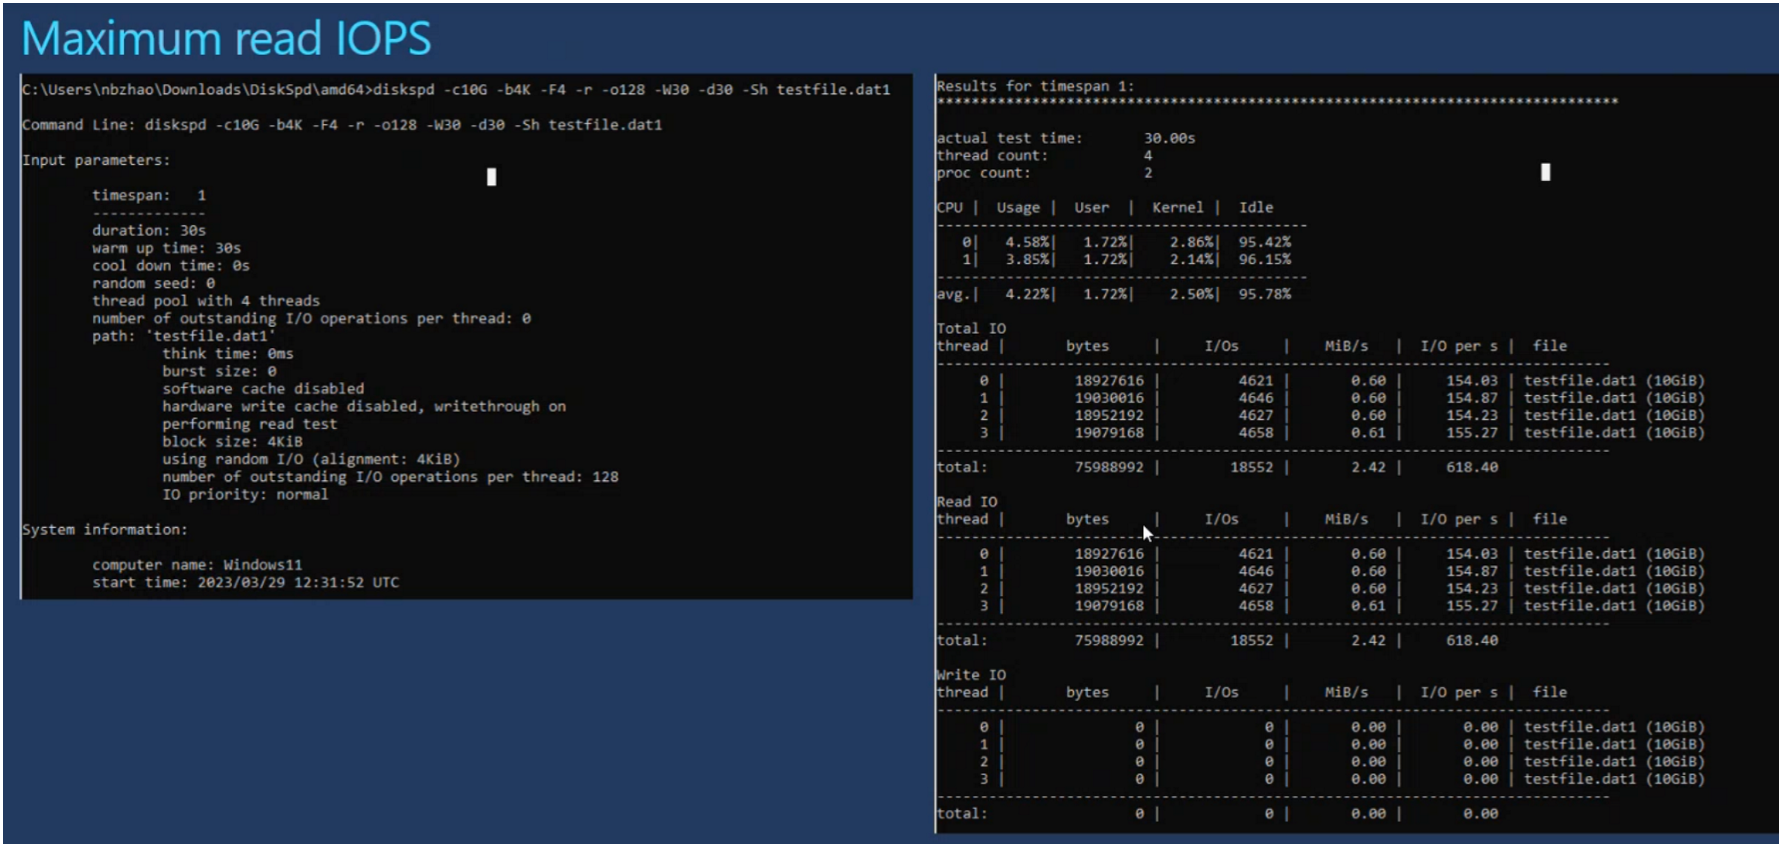 Maximum read IOPS
C:\Users\nbzhao\Downloads\DiskSpd\amd64>diskspd -c10G -b4K -F4 -r -o128 -W30 -d30 -Sh testfile.dat1
Command Line: diskspd -c10G -b4K -F4 -r -o128 -W30 -d30 -Sh testfile.dat1
Input parameters:
timespan:   1
-------------
duration: 30s
warm up time: 30s
cool down time: 0s
random seed: 0
thread pool with 4 threads
number of outstanding I/O operations per thread: 0
path: 'testfile.dat1'
think time: 0ms
burst size: 0
software cache disabled
hardware write cache disabled, writethrough on
performing read test
block size: 4KiB
using random I/O (alignment: 4KiB)
number of outstanding I/O operations per thread: 128
IO priority: normal
System information:
computer name: Windows11
start time: 2023/03/29 12:31:52 UTC
Results for timespan 1:
*******************************************************************************
actual test time:       30.00s
thread count:           4
proc count:             2
CPU |  Usage |  User  |  Kernel |  Idle
-------------------------------------------
0|   4.58%|   1.72%|    2.86%|  95.42%
1|   3.85%|   1.72%|    2.14%|  96.15%
-------------------------------------------
avg.|   4.22%|   1.72%|    2.50%|  95.78%
Total IO
thread |       bytes     |     I/Os     |    MiB/s   |  I/O per s |  file
------------------------------------------------------------------------------
0 |        18927616 |         4621 |       0.60 |     154.03 | testfile.dat1 (10GiB)
1 |        19030016 |         4646 |       0.60 |     154.87 | testfile.dat1 (10GiB)
2 |        18952192 |         4627 |       0.60 |     154.23 | testfile.dat1 (10GiB)
3 |        19079168 |         4658 |       0.61 |     155.27 | testfile.dat1 (10GiB)
------------------------------------------------------------------------------
total:          75988992 |        18552 |       2.42 |     618.40
Read IO
thread |       bytes     |     I/Os     |    MiB/s   |  I/O per s |  file
------------------------------------------------------------------------------
0 |        18927616 |         4621 |       0.60 |     154.03 | testfile.dat1 (10GiB)
1 |        19030016 |         4646 |       0.60 |     154.87 | testfile.dat1 (10GiB)
2 |        18952192 |         4627 |       0.60 |     154.23 | testfile.dat1 (10GiB)
3 |        19079168 |         4658 |       0.61 |     155.27 | testfile.dat1 (10GiB)
------------------------------------------------------------------------------
total:          75988992 |        18552 |       2.42 |     618.40
Write IO
thread |       bytes     |     I/Os     |    MiB/s   |  I/O per s |  file
------------------------------------------------------------------------------
0 |               0 |            0 |       0.00 |       0.00 | testfile.dat1 (10GiB)
1 |               0 |            0 |       0.00 |       0.00 | testfile.dat1 (10GiB)
2 |               0 |            0 |       0.00 |       0.00 | testfile.dat1 (10GiB)
3 |               0 |            0 |       0.00 |       0.00 | testfile.dat1 (10GiB)
------------------------------------------------------------------------------
total:                 0 |            0 |       0.00 |       0.00